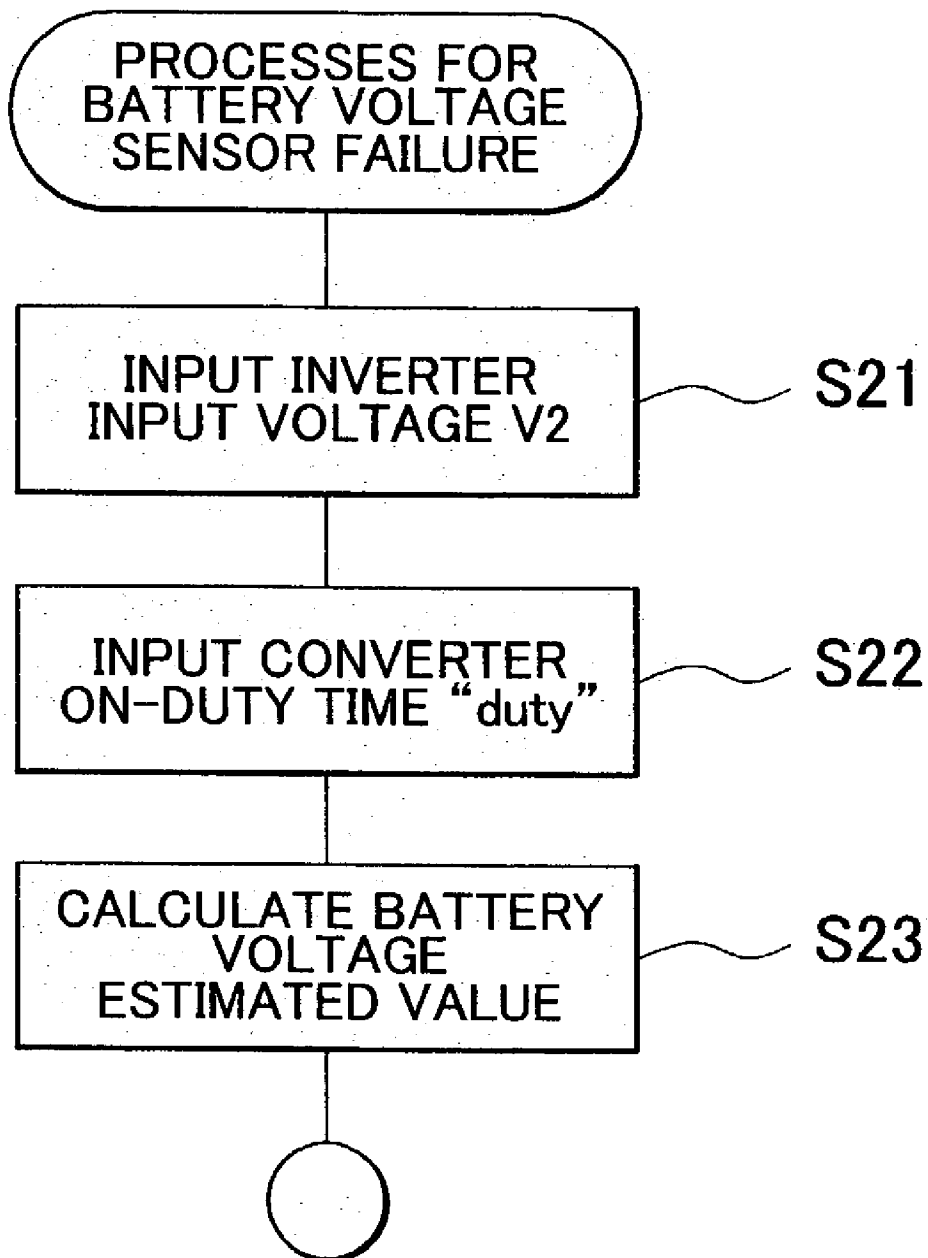 PROCESSES FOR
BATTERY VOLTAGE
SENSOR FAILURE
INPUT INVERTER
INPUT VOLTAGE V2
S21
INPUT CONVERTER
ON-DUTY TIME “duty”
S22
CALCULATE BATTERY
VOLTAGE
ESTIMATED VALUE
S23